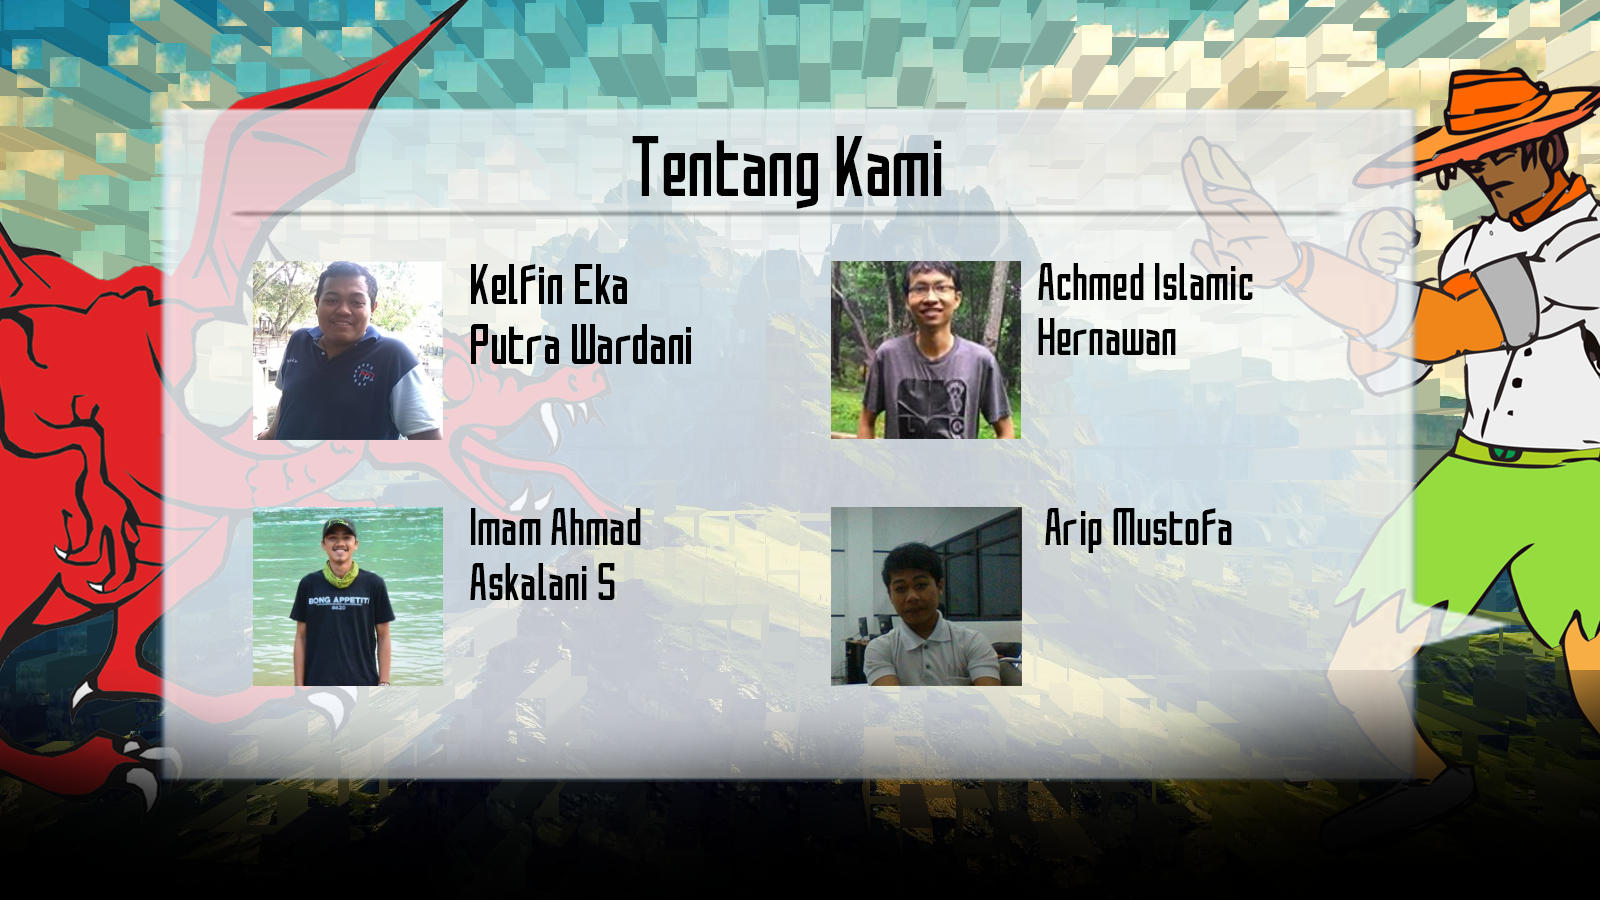 Tentang Kami
Kelfin Eka
Putra Wardani
Achmed Islamic
Hernawan
Imam Ahmad
Askalani S
Arip Mustofa
BONG APPETIT!